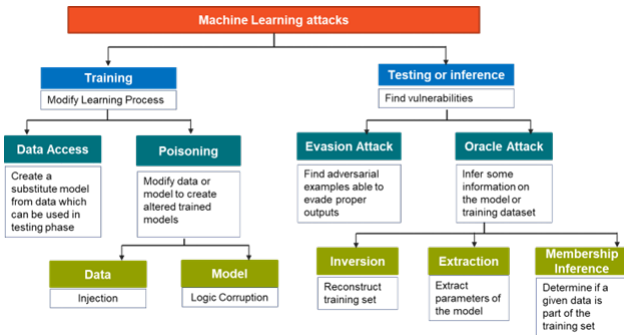 Machine Learning attacks
Training
Modify Learning Process
Testing or inference
Find vulnerabilities
Data Access
Create a
substitute model
from data which
can be used in
testing phase
Poisoning
Modify data or
model to create
altered trained
models
Evasion Attack
Find adversarial
examples able to
evade proper
outputs
Oracle Attack
Infer some
information on
the model or
training dataset
Data
Injection
Model
Logic Corruption
Inversion
Reconstruct
training set
Extraction
Extract
parameters of
the model
Membership
Inference
Determine if a
given data is
part of the
training set